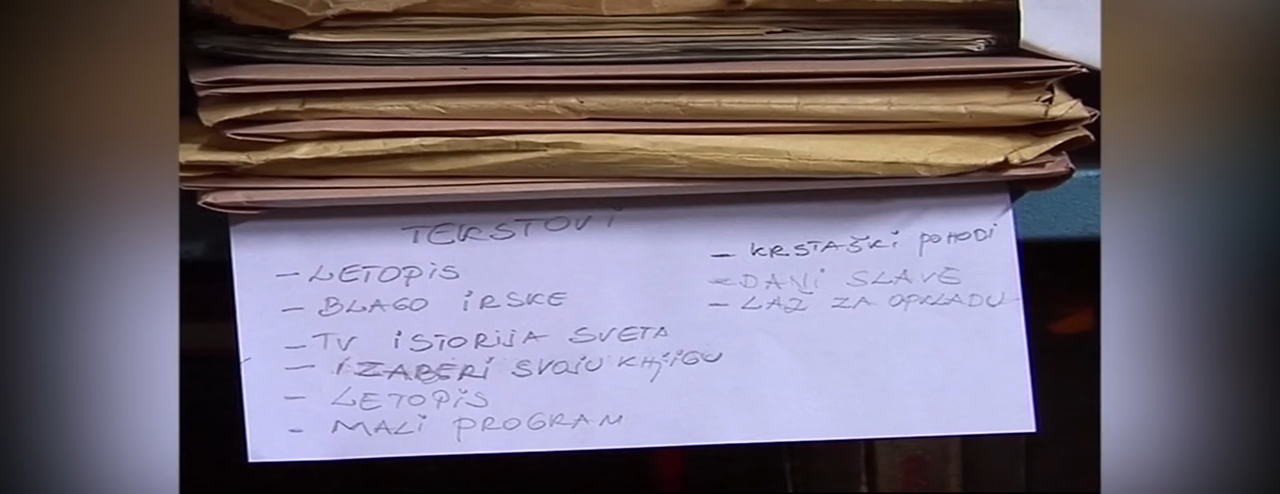 TEKSTOVI
- LETOPIS
- BLAGO IRSKE
- TV ISTORIJA SVETA
- IZABERI SVOJU KNJIGU
- LETOPIS
- MALI PROGRAM
- KRSTAŠKI POHODI
- DANI SLAVE
- LAŽ ZA OPKLADU